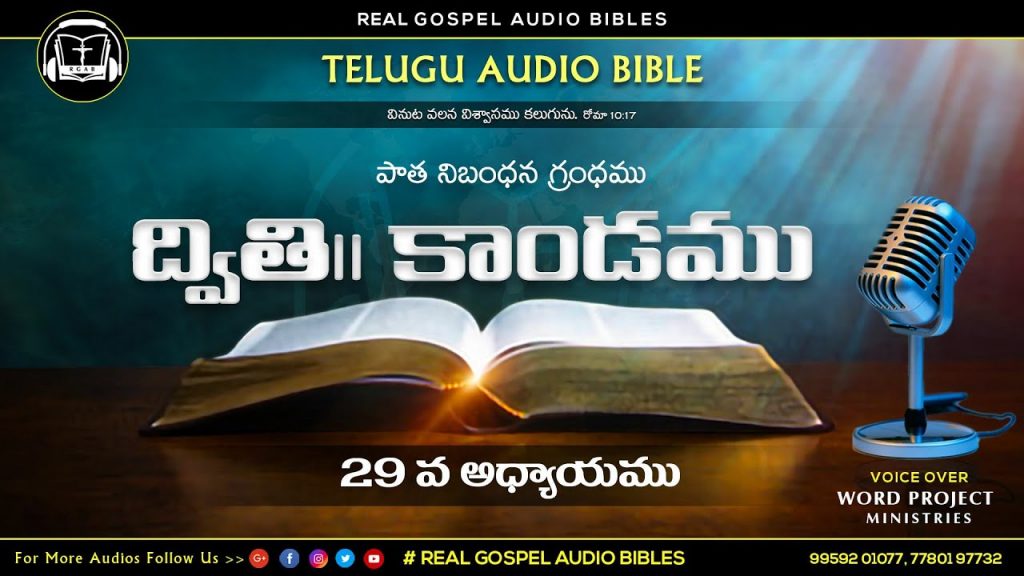 REAL GOSPEL AUDIO BIBLES
RGAB
TELUGU AUDIO BIBLE
వినుట వలన విశ్వాసము కలుగును. రోమా 10:17
పాత నిబంధన గ్రంధము
ద్వితి|| కాండము
29 వ అధ్యాయము
VOICE OVER
WORD PROJECT
MINISTRIES
For More Audios Follow Us >> # REAL GOSPEL AUDIO BIBLES 99592 01077, 77801 97732